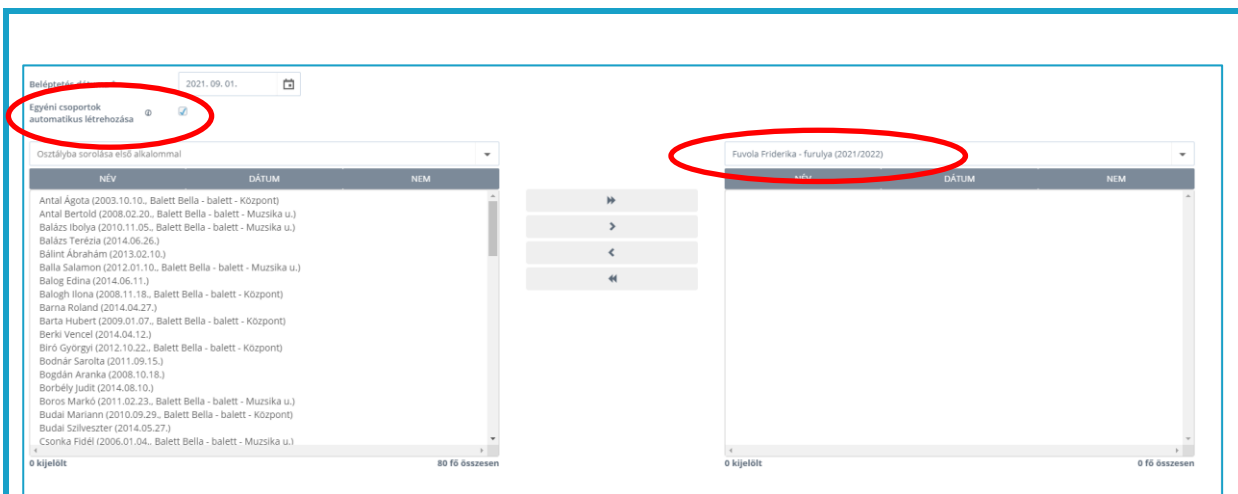 Beléptetés
2021. 09. 01.
Egyéni csoportok
automatikus létrehozása
Osztályba sorolása első alkalommal
NÉV DÁTUM NEM
Antal Ágota (2003.10.10., Balett Bella - balett - Központ)
Antal Bertold (2008.02.20., Balett Bella - balett - Muzsika u.)
Balázs Ibolya (2010.11.05., Balett Bella - balett - Muzsika u.)
Balázs Terézia (2014.06.26.)
Bálint Ábrahám (2013.02.10.)
Balla Salamon (2012.01.10., Balett Bella - balett - Muzsika u.)
Balog Edina (2014.06.11.)
Balogh Ilona (2008.11.18., Balett Bella - balett - Központ)
Barna Roland (2014.04.27.)
Barta Hubert (2009.01.07., Balett Bella - balett - Központ)
Berki Vencel (2014.04.12.)
Bíró Györgyi (2012.10.22., Balett Bella - balett - Központ)
Bodnár Sarolta (2011.09.15.)
Bogdán Aranka (2008.10.18.)
Borbély Judit (2014.08.10.)
Boros Markó (2011.02.23., Balett Bella - balett - Muzsika u.)
Budai Mariann (2010.09.29., Balett Bella - balett - Központ)
Budai Szilveszter (2014.05.27.)
Csonka Fidél (2006.01.04., Balett Bella - balett - Muzsika u.)
0 kijelölt 80 fő összesen
Fuvola Friderika - furulya (2021/2022)
NÉV DÁTUM NEM
0 kijelölt 0 fő összesen